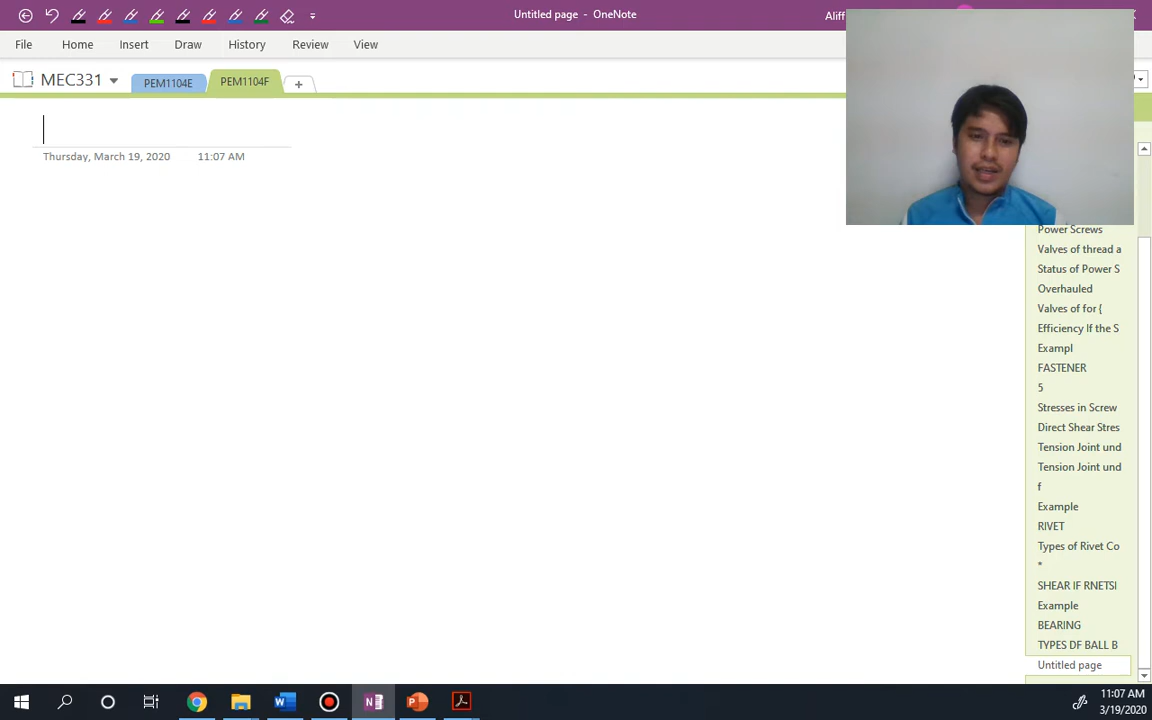 Untitled page - OneNote
Aliff
File Home Insert Draw History Review View
MEC331 PEM1104E PEM1104F
Thursday, March 19, 2020 11:07 AM
Power Screws
Valves of thread a
Status of Power S
Overhauled
Valves of for {
Efficiency If the S
Exampl
FASTENER
5
Stresses in Screw
Direct Shear Stres
Tension Joint und
Tension Joint und
f
Example
RIVET
Types of Rivet Co
*
SHEAR IF RNETSI
Example
BEARING
TYPES DF BALL B
Untitled page
11:07 AM
3/19/2020